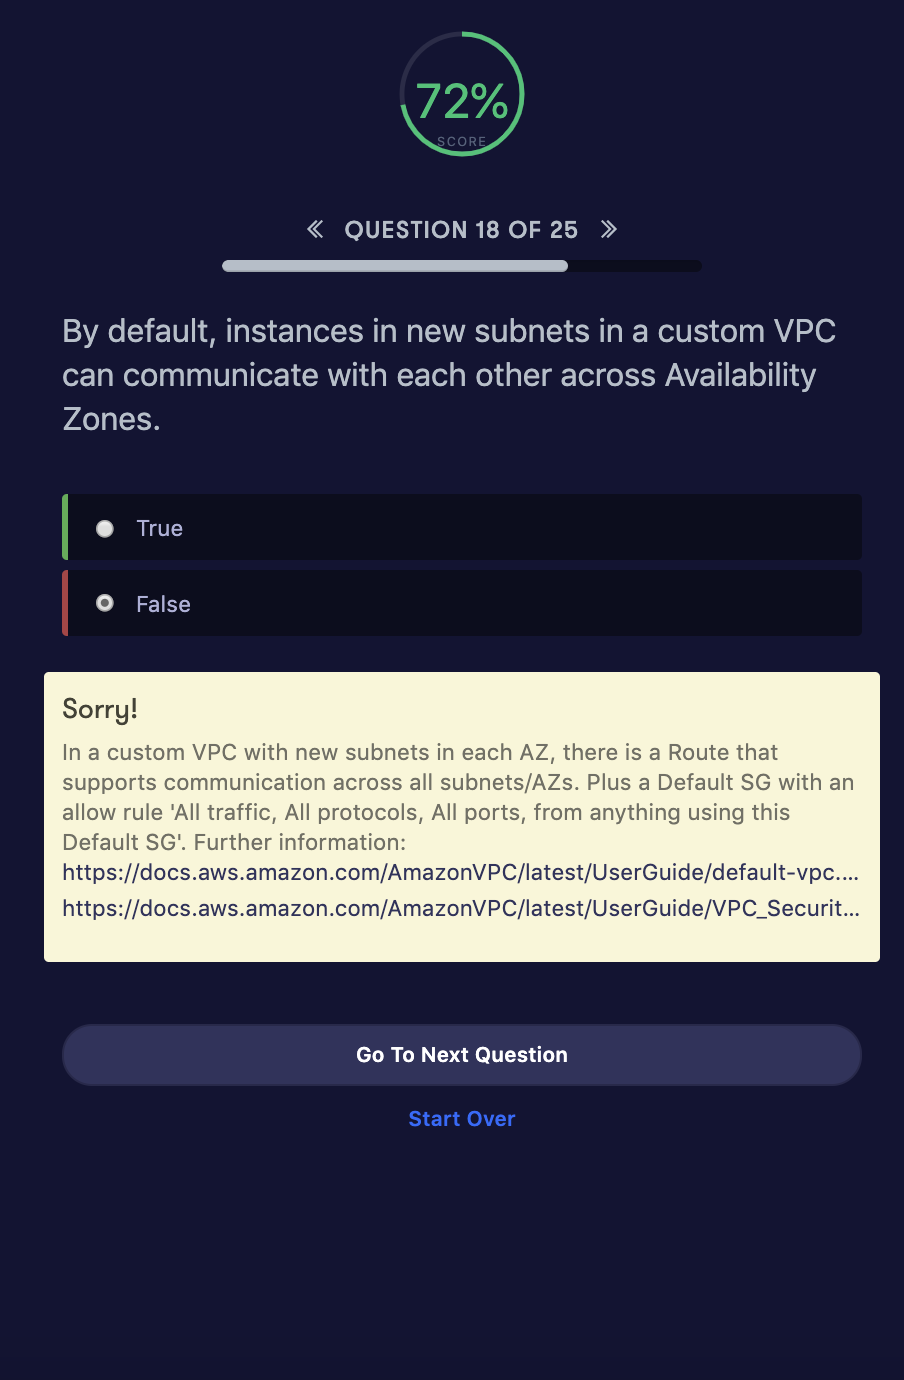 72%
SCORE
« QUESTION 18 OF 25 »
By default, instances in new subnets in a custom VPC
can communicate with each other across Availability
Zones.
True
False
Sorry!
In a custom VPC with new subnets in each AZ, there is a Route that
supports communication across all subnets/AZs. Plus a Default SG with an
allow rule 'All traffic, All protocols, All ports, from anything using this
Default SG'. Further information:
https://docs.aws.amazon.com/AmazonVPC/latest/UserGuide/default-vpc....
https://docs.aws.amazon.com/AmazonVPC/latest/UserGuide/VPC_Securit...
Go To Next Question
Start Over